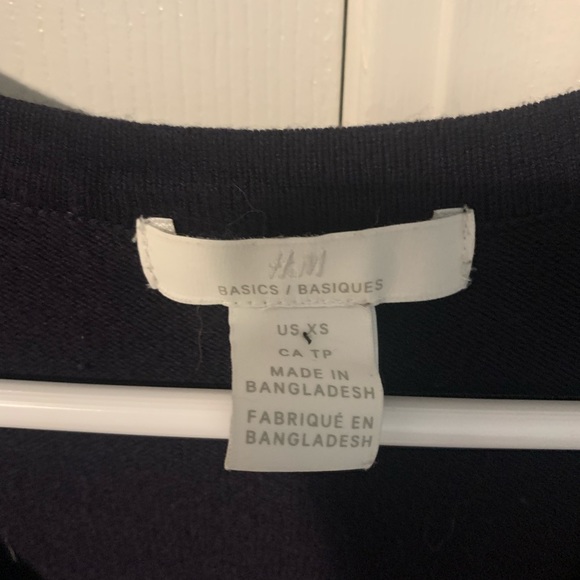 H&M
BASICS / BASIQUES
US XS
CA TP
MADE IN
BANGLADESH
FABRIQUÉ EN
BANGLADESH